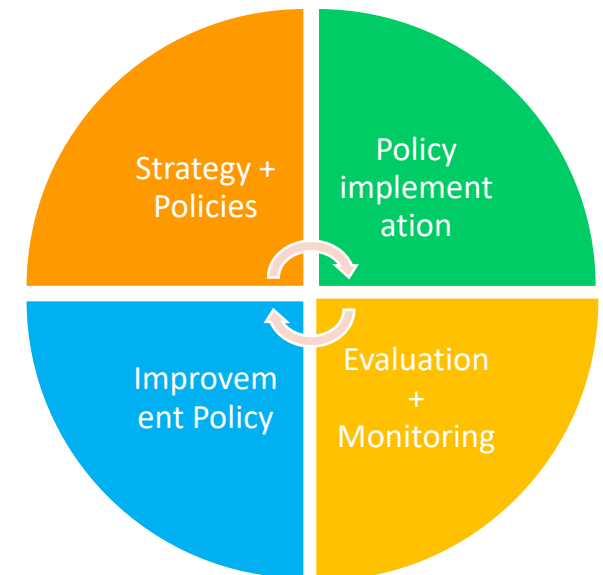 Strategy +
Policies
Policy
implement
ation
Improvem
ent Policy
Evaluation
+
Monitoring